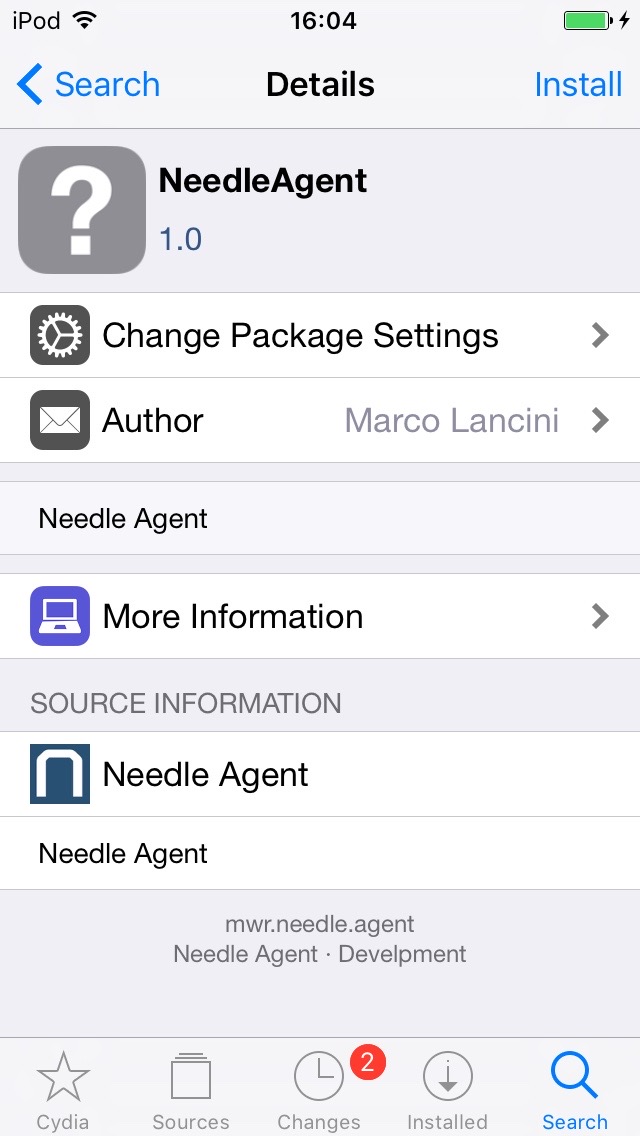 iPod 16:04
Search Details Install
?
NeedleAgent
1.0
Change Package Settings
Author Marco Lancini
Needle Agent
More Information
SOURCE INFORMATION
Needle Agent
Needle Agent
mwr.needle.agent
Needle Agent · Develpment
2
Cydia Sources Changes Installed Search